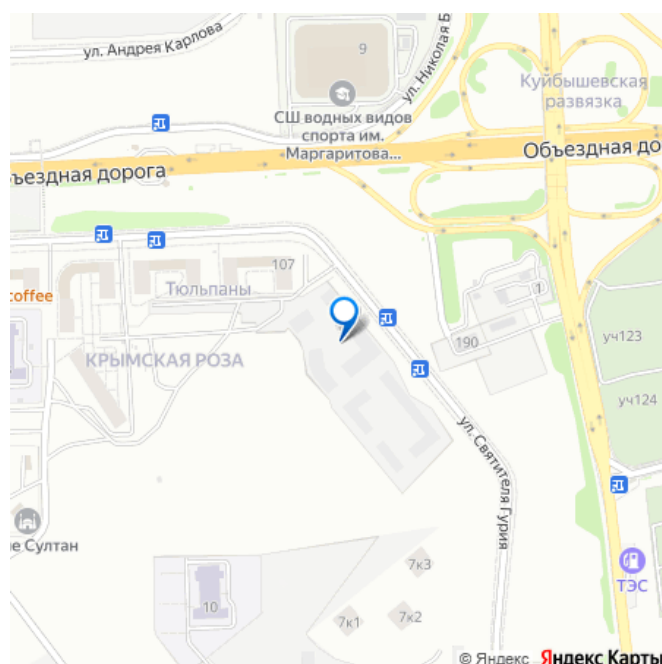 ул. Андрея Карлова
9
ул. Николая Б
СШ водных видов
спорта им.
Маргаритова...
Куйбышевская
развязка
Объездная до
ъездная дорога
107
Тюльпаны
coffee
1
190
уч123
КРЫМСКАЯ РОЗА
уч124
ул. Святителя Гурия
е Султан
ТЭС
7к3
10
7к1
7к2
© Яндекс Яндекс Карты